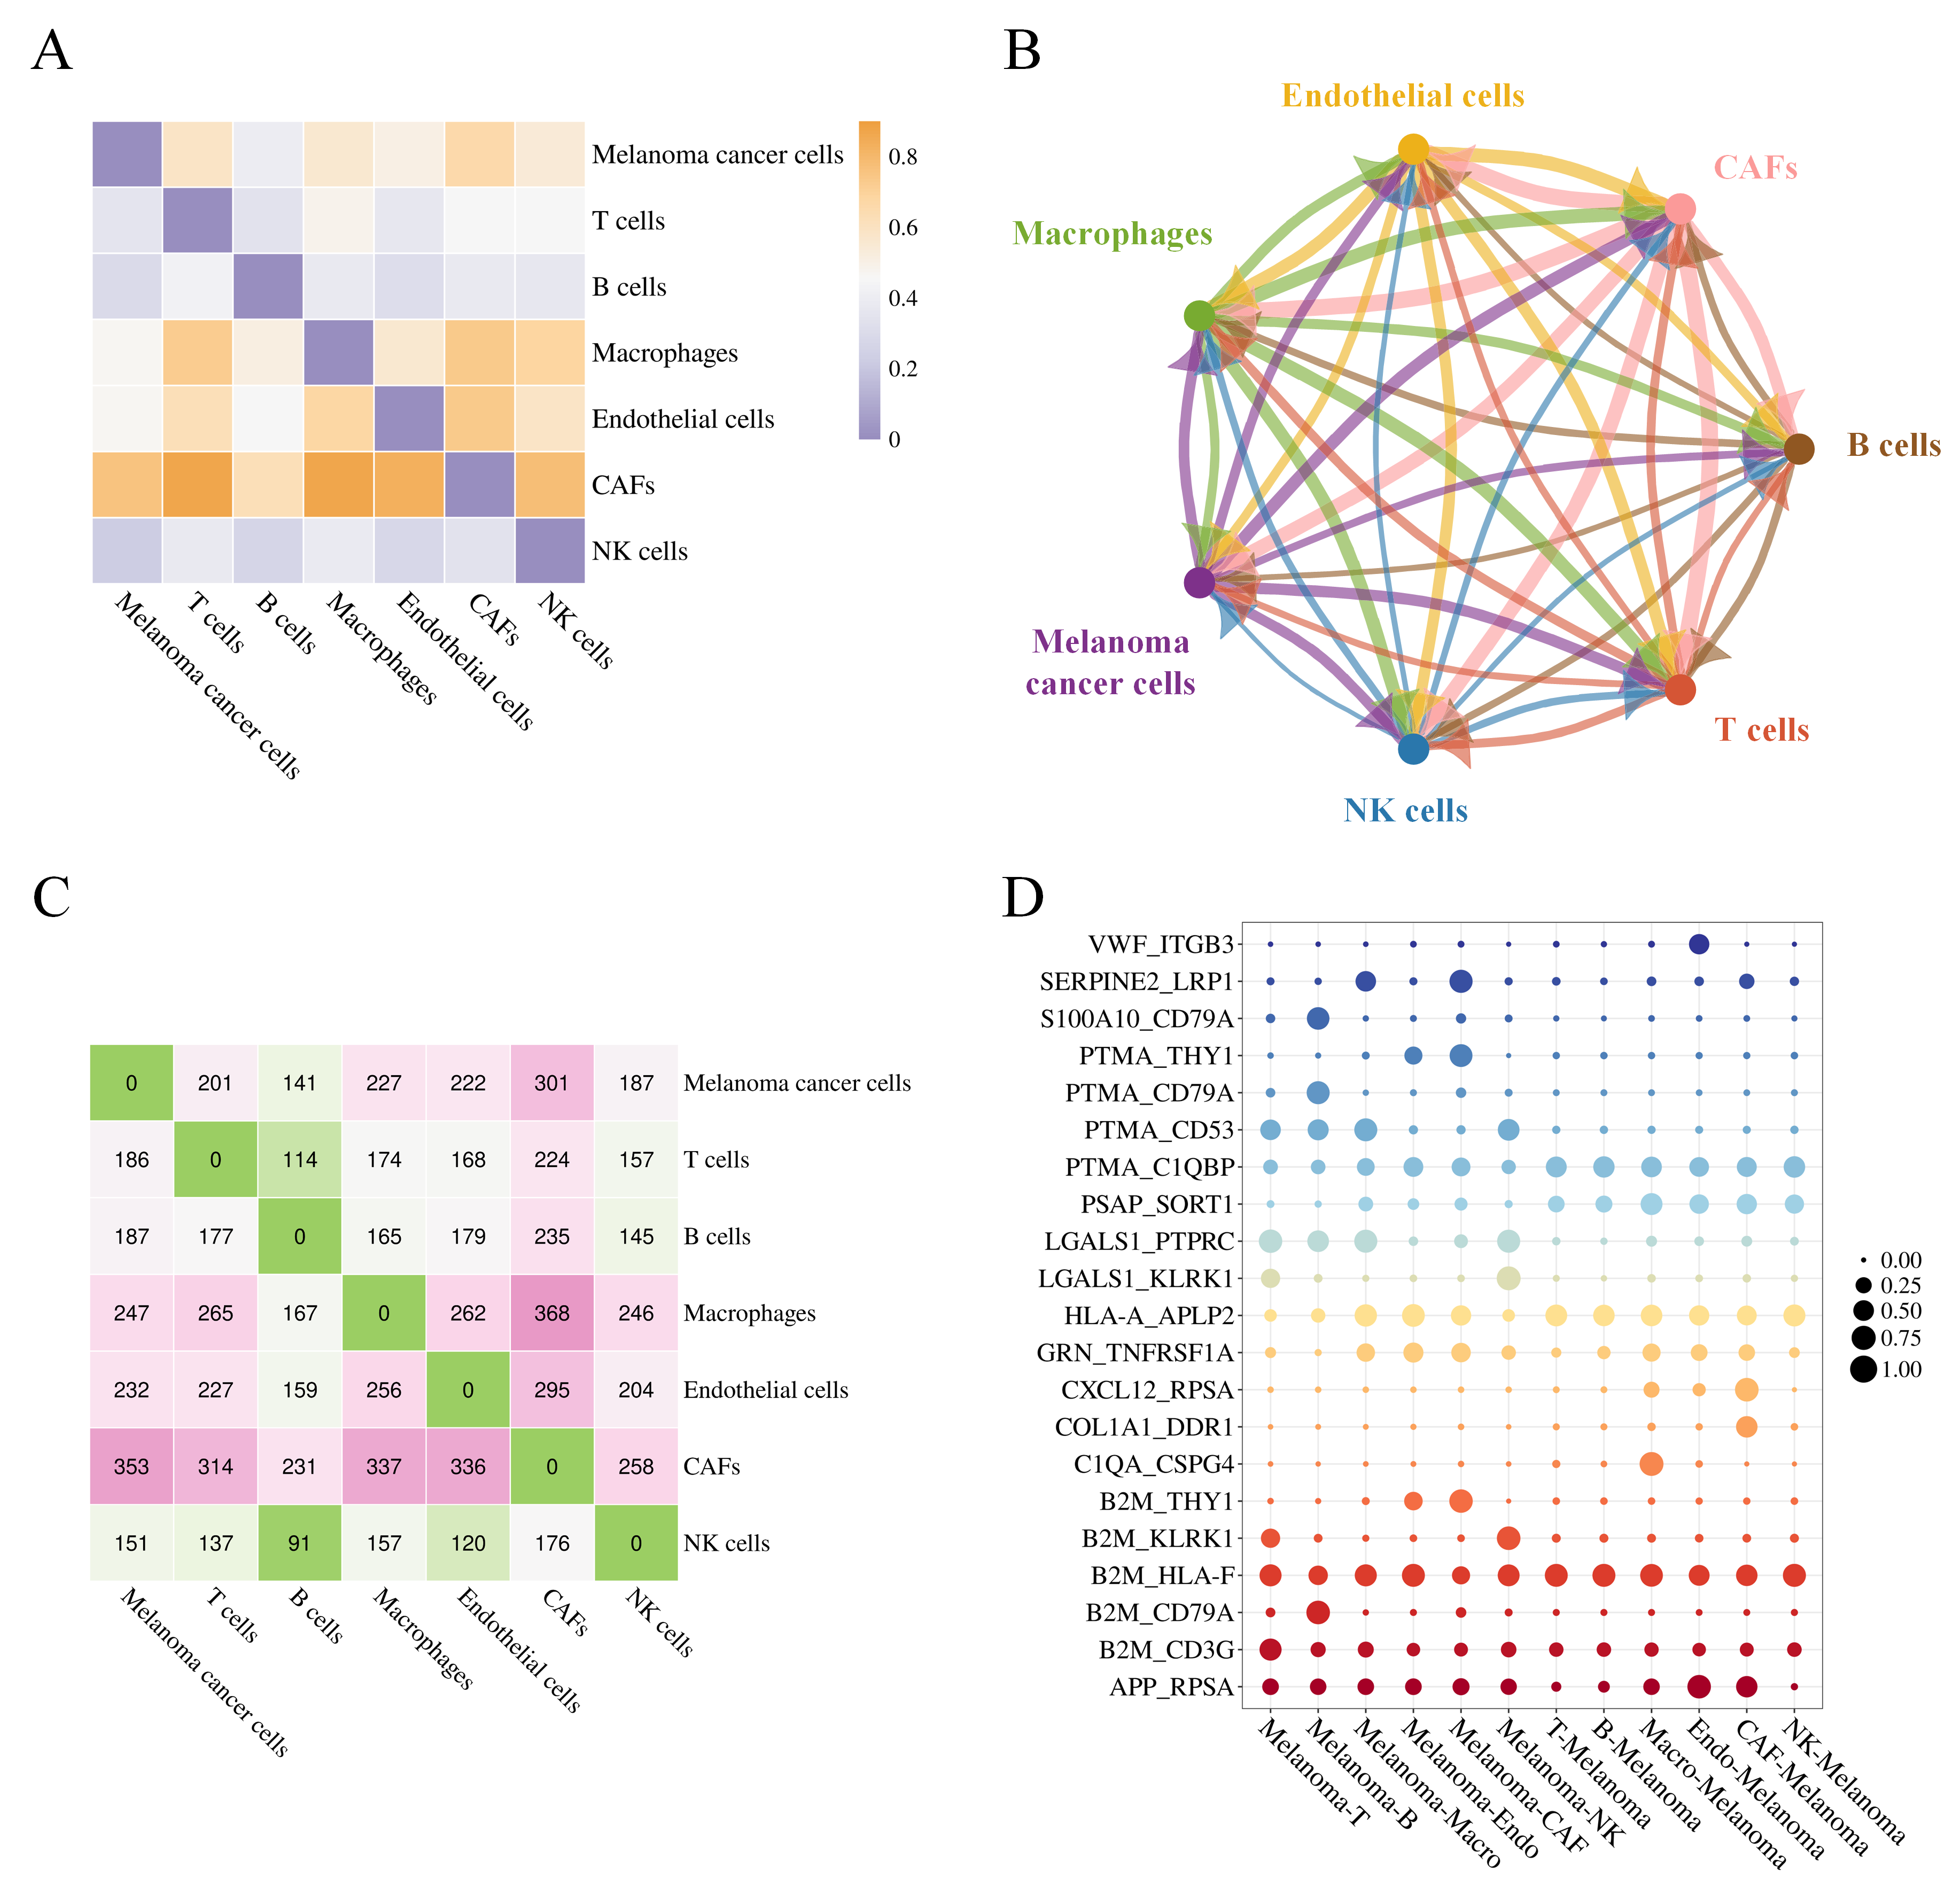 A
Melanoma cancer cells
T cells
B cells
Macrophages
Endothelial cells
CAFs
NK cells
0.8
0.6
0.4
0.2
0
Melanoma cancer cells
T cells
B cells
Macrophages
Endothelial cells
CAFs
NK cells
B
Endothelial cells
CAFs
Macrophages
B cells
Melanoma
cancer cells
T cells
NK cells
C
0 201 141 227 222 301 187 Melanoma cancer cells
186 0 114 174 168 224 157 T cells
187 177 0 165 179 235 145 B cells
247 265 167 0 262 368 246 Macrophages
232 227 159 256 0 295 204 Endothelial cells
353 314 231 337 336 0 258 CAFs
151 137 91 157 120 176 0 NK cells
Melanoma cancer cells
T cells
B cells
Macrophages
Endothelial cells
CAFs
NK cells
D
VWF_ITGB3
SERPINE2_LRP1
S100A10_CD79A
PTMA_THY1
PTMA_CD79A
PTMA_CD53
PTMA_C1QBP
PSAP_SORT1
LGALS1_PTPRC
LGALS1_KLRK1
HLA-A_APLP2
GRN_TNFRSF1A
CXCL12_RPSA
COL1A1_DDR1
C1QA_CSPG4
B2M_THY1
B2M_KLRK1
B2M_HLA-F
B2M_CD79A
B2M_CD3G
APP_RPSA
0.00
0.25
0.50
0.75
1.00
Melanoma-T
Melanoma-B
Melanoma-Macro
Melanoma-Endo
Melanoma-CAF
Melanoma-NK
T-Melanoma
B-Melanoma
Macro-Melanoma
Endo-Melanoma
CAF-Melanoma
NK-Melanoma